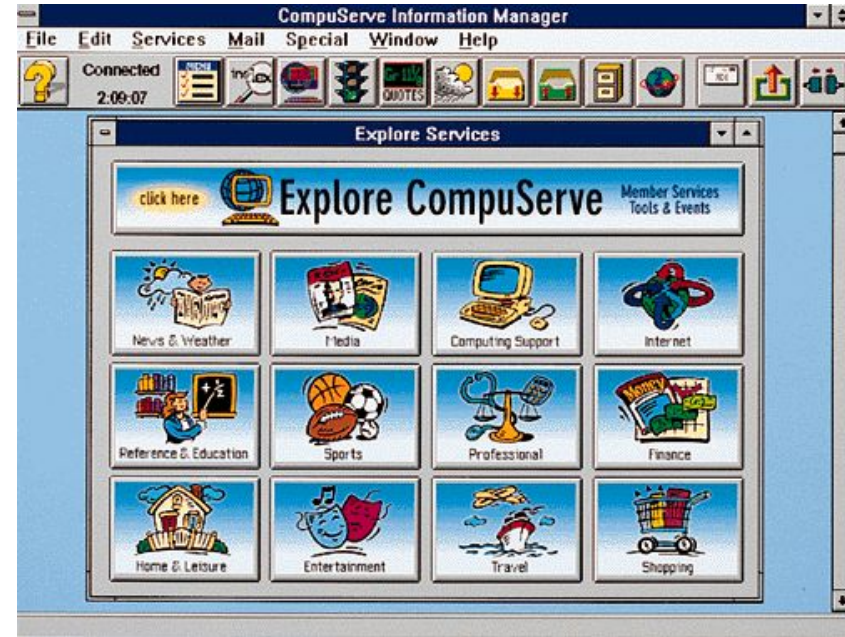 CompuServe Information Manager
File Edit Services Mail Special Window Help
Connected
2:09:07
MENU
QUOTES
Explore Services
click here
Explore CompuServe
Member Services
Tools & Events
News & Weather
Media
Computing Support
Internet
Reference & Education
Sports
Professional
Money
Finance
Home & Leisure
Entertainment
Travel
Shopping